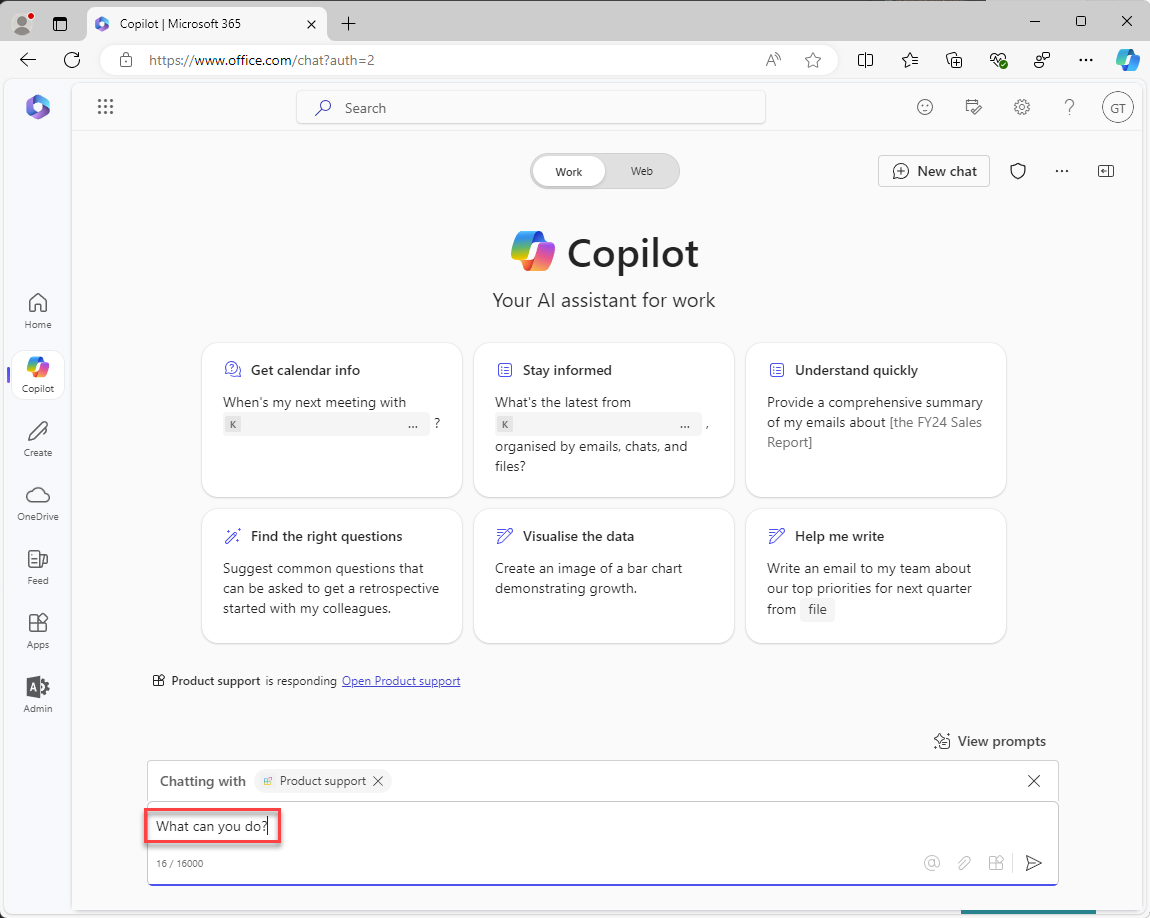 Copilot | Microsoft 365
https://www.office.com/chat?auth=2
Search
GT
Work
Web
New chat
Copilot
Your AI assistant for work
Home
Copilot
Create
OneDrive
Feed
Apps
Admin
Get calendar info
When's my next meeting with
K ... ?
Stay informed
What's the latest from
K ... ,
organised by emails, chats, and
files?
Understand quickly
Provide a comprehensive summary
of my emails about [the FY24 Sales
Report]
Find the right questions
Suggest common questions that
can be asked to get a retrospective
started with my colleagues.
Visualise the data
Create an image of a bar chart
demonstrating growth.
Help me write
Write an email to my team about
our top priorities for next quarter
from file
Product support is responding Open Product support
View prompts
Chatting with Product support
What can you do?
16 / 16000